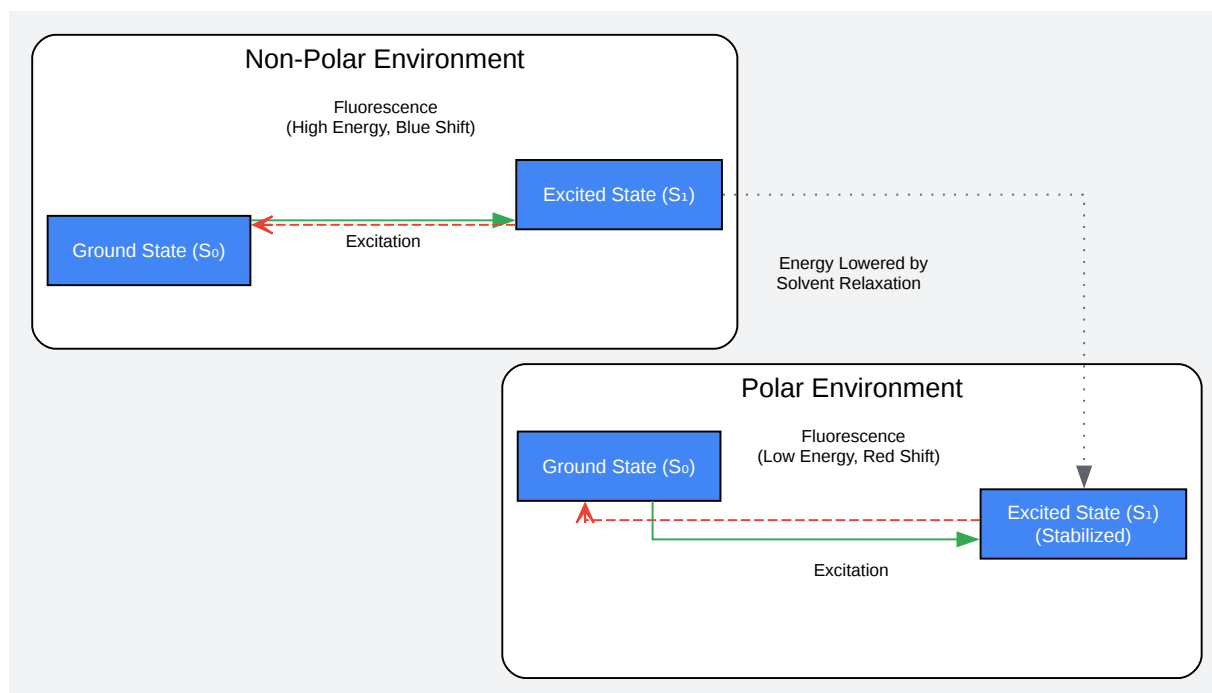 Non-Polar Environment
Fluorescence
(High Energy, Blue Shift)
Excited State (S₁)
Ground State (S₀)
Excitation
Energy Lowered by
Solvent Relaxation
Polar Environment
Fluorescence
(Low Energy, Red Shift)
Ground State (S₀)
Excited State (S₁)
(Stabilized)
Excitation